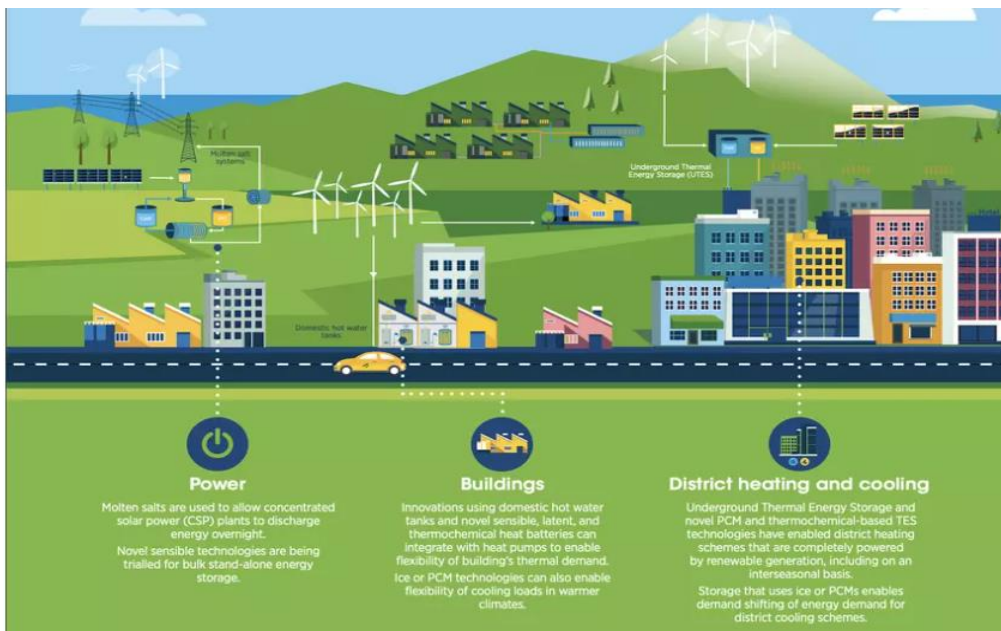 Molten salt
systems
Underground Thermal
Energy Storage (UTES)
Domestic hot water
tanks
Power
Molten salts are used to allow concentrated
solar power (CSP) plants to discharge
energy overnight.
Novel sensible technologies are being
trialled for bulk stand-alone energy
storage.
Buildings
Innovations using domestic hot water
tanks and novel sensible, latent, and
thermochemical heat batteries can
integrate with heat pumps to enable
flexibility of building's thermal demand.
Ice or PCM technologies can also enable
flexibility of cooling loads in warmer
climates.
District heating and cooling
Underground Thermal Energy Storage and
novel PCM and thermochemical-based TES
technologies have enabled district heating
schemes that are completely powered
by renewable generation, including on an
interseasonal basis.
Storage that uses ice or PCMs enables
demand shifting of energy demand for
district cooling schemes.